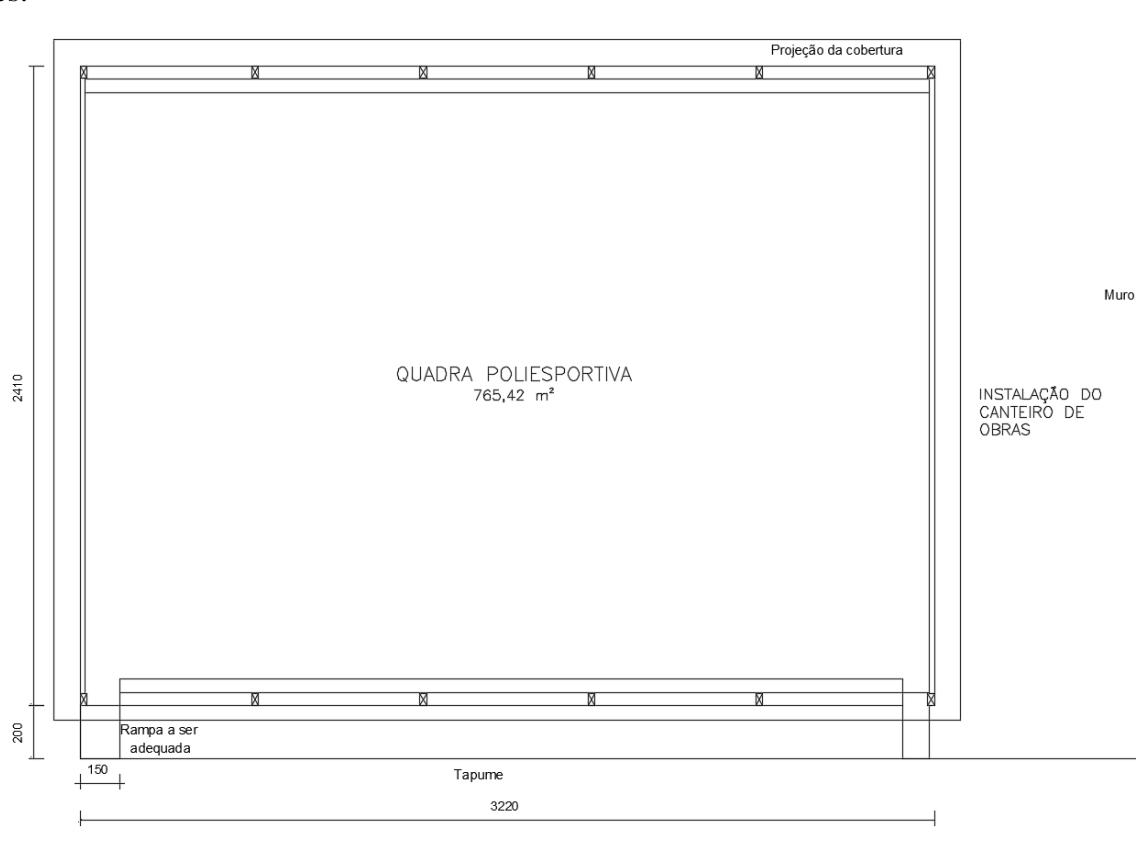 Projeção da cobertura
Muro
2410
QUADRA POLIESPORTIVA
765,42 m²
INSTALAÇÃO DO
CANTEIRO DE
OBRAS
200
Rampa a ser
adequada
150
Tapume
3220